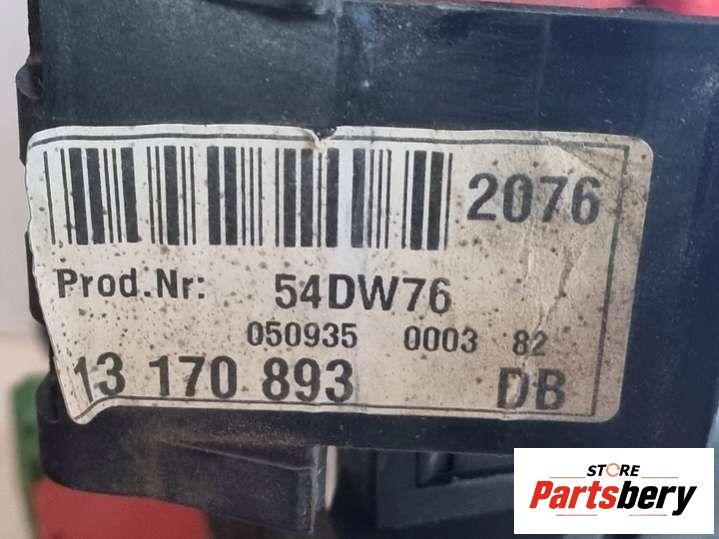 2076
Prod.Nr: 54DW76
050935 0003 82
13 170 893 DB
STORE
Partsbery